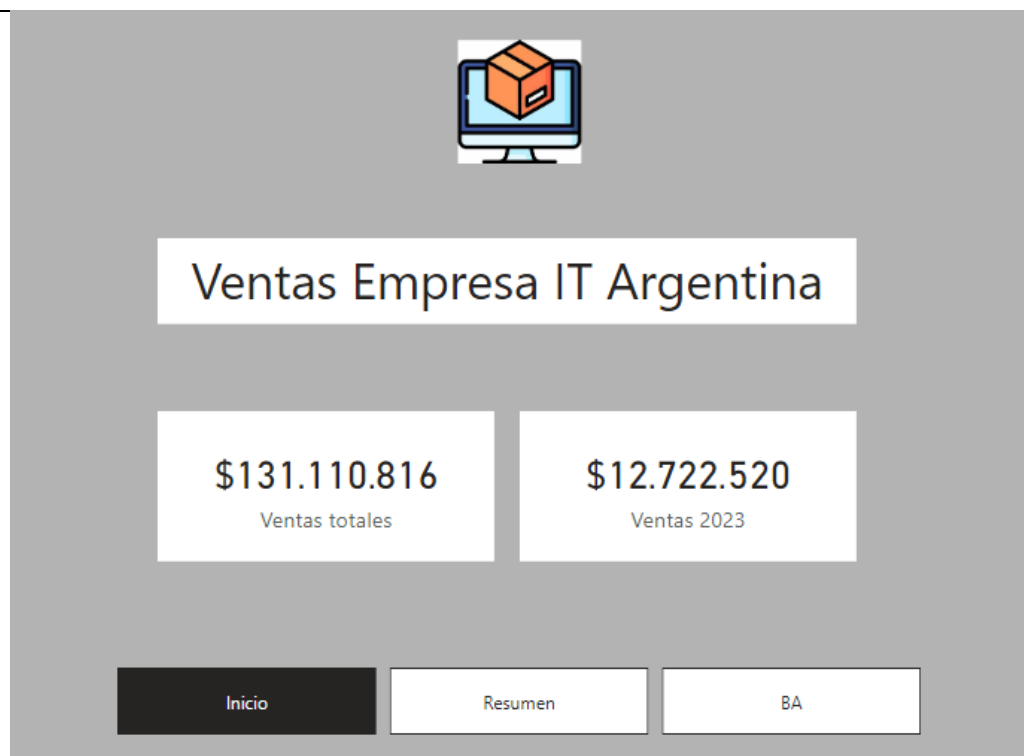 Ventas Empresa IT Argentina
$131.110.816
Ventas totales
$12.722.520
Ventas 2023
Inicio
Resumen
BA